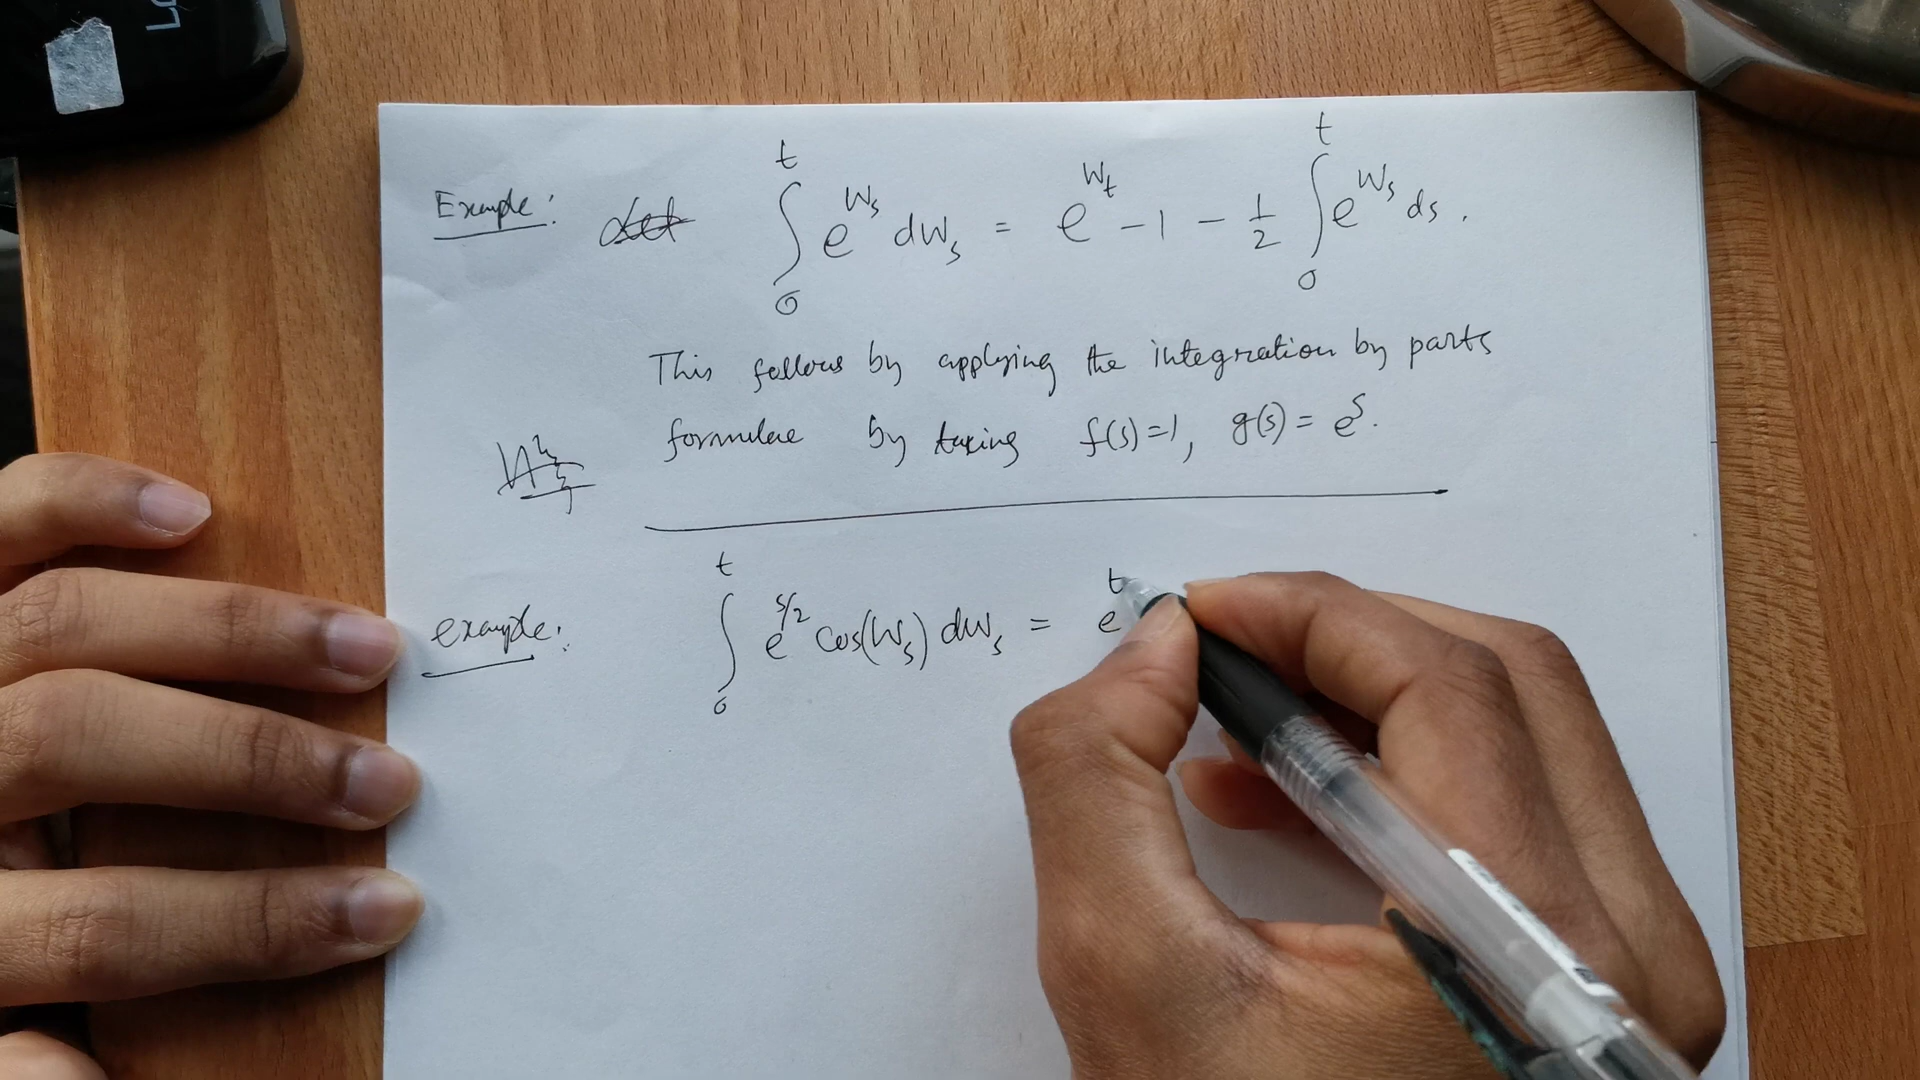 Example: ∫₀ᵗ e^{W_s} dW_s = e^{W_t} - 1 - 1/2 ∫₀ᵗ e^{W_s} ds.
This follows by applying the integration by parts
formulae by taking f(s)=1, g(s) = e^s.
example: ∫₀ᵗ e^{s/2} cos(W_s) dW_s = e^t